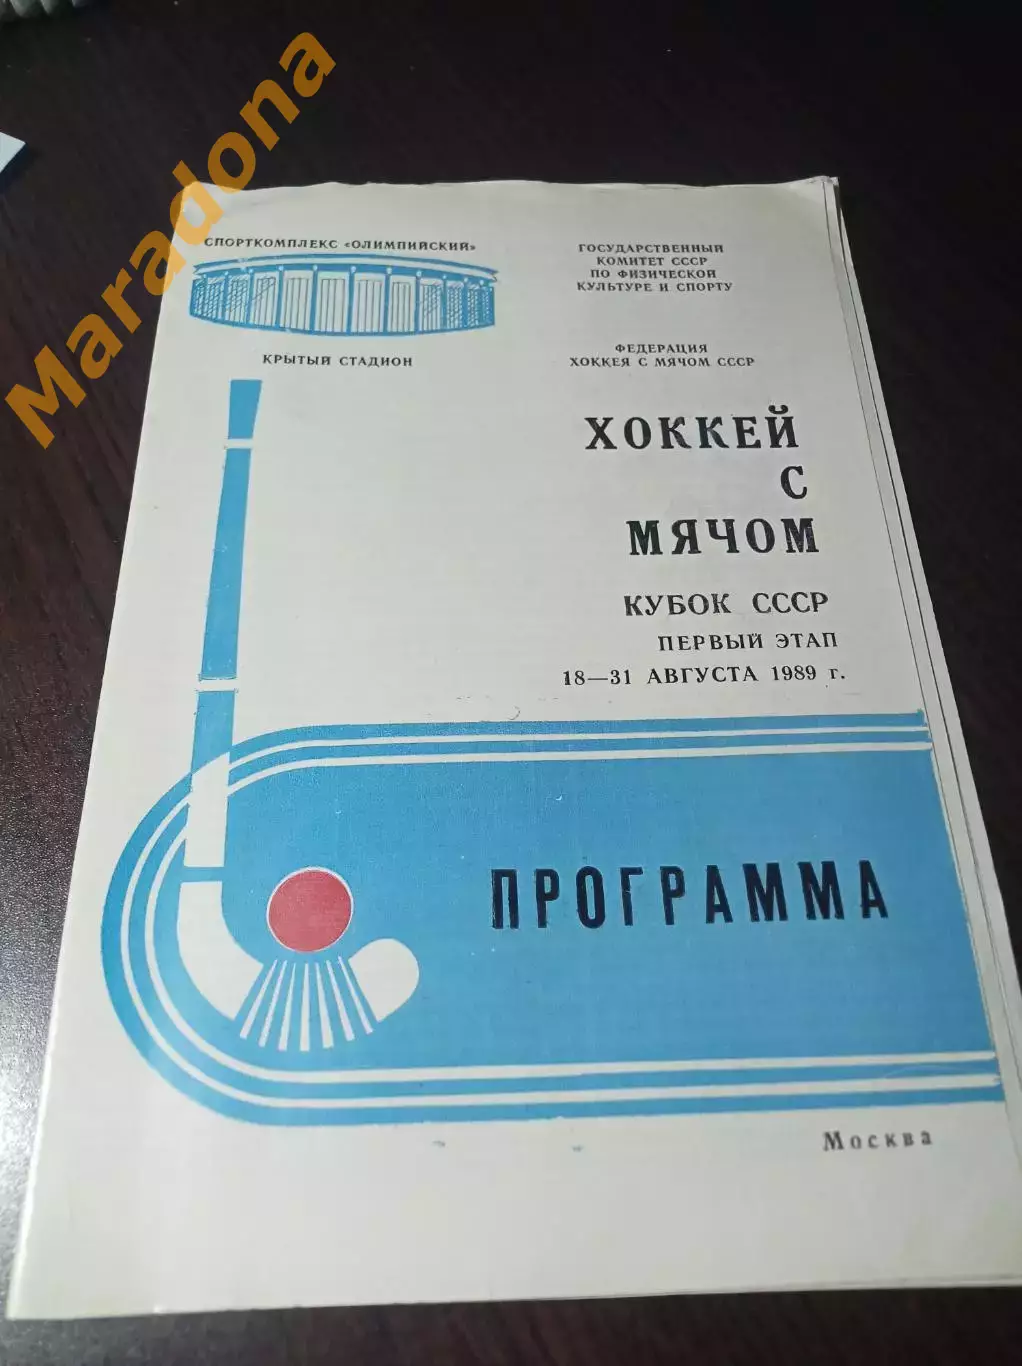 Maradona
СПОРТКОМПЛЕКС «ОЛИМПИЙСКИЙ»
КРЫТЫЙ СТАДИОН
ГОСУДАРСТВЕННЫЙ
КОМИТЕТ СССР
ПО ФИЗИЧЕСКОЙ
КУЛЬТУРЕ И СПОРТУ
ФЕДЕРАЦИЯ
ХОККЕЯ С МЯЧОМ СССР
ХОККЕЙ
С
МЯЧОМ
КУБОК СССР
ПЕРВЫЙ ЭТАП
18—31 АВГУСТА 1989 г.
ПРОГРАММА
Москва